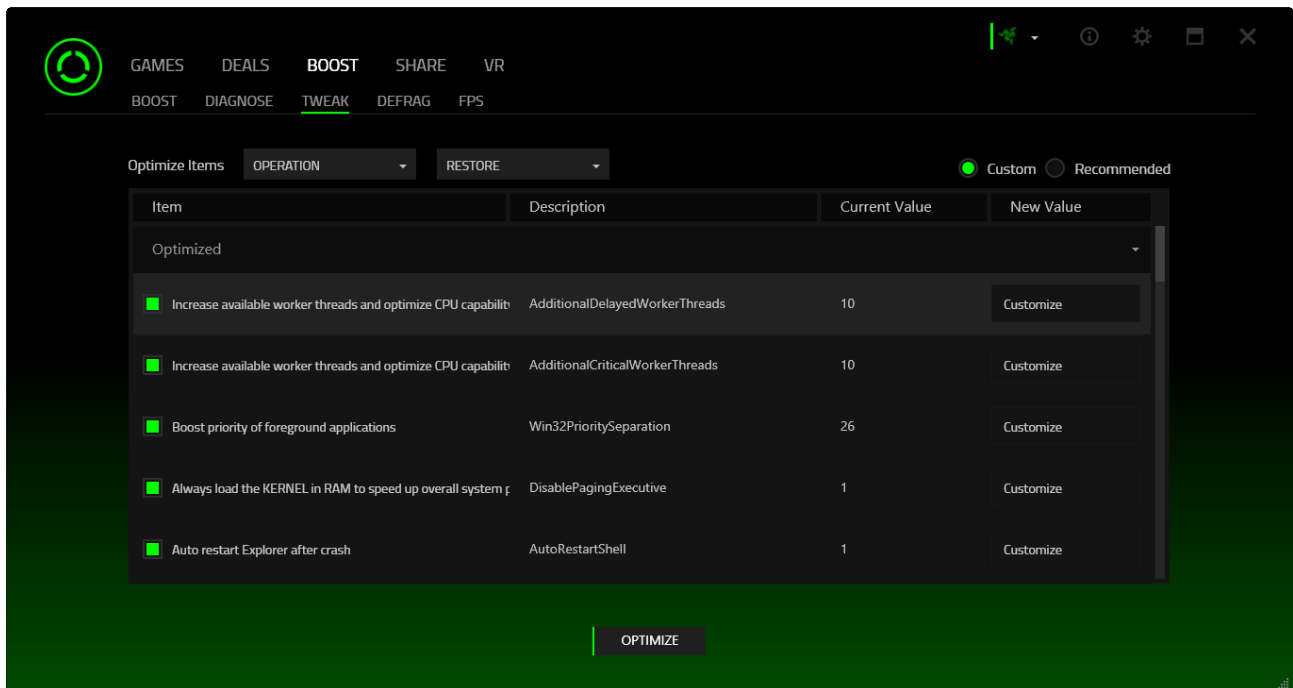 GAMES DEALS BOOST SHARE VR
BOOST DIAGNOSE TWEAK DEFRAG FPS
Optimize Items OPERATION RESTORE Custom Recommended
Item Description Current Value New Value
Optimized
Increase available worker threads and optimize CPU capability AdditionalDelayedWorkerThreads 10 Customize
Increase available worker threads and optimize CPU capability AdditionalCriticalWorkerThreads 10 Customize
Boost priority of foreground applications Win32PrioritySeparation 26 Customize
Always load the KERNEL in RAM to speed up overall system p DisablePagingExecutive 1 Customize
Auto restart Explorer after crash AutoRestartShell 1 Customize
OPTIMIZE